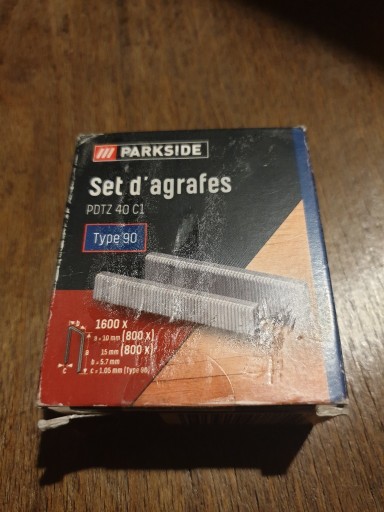 PARKSIDE
Set d'agrafes
PDTZ 40 C1
Type 90
1600 x
a = 10 mm (800 x)
15 mm (800 x)
b = 5.7 mm
c = 1.05 mm (Type 90)
b
a
c